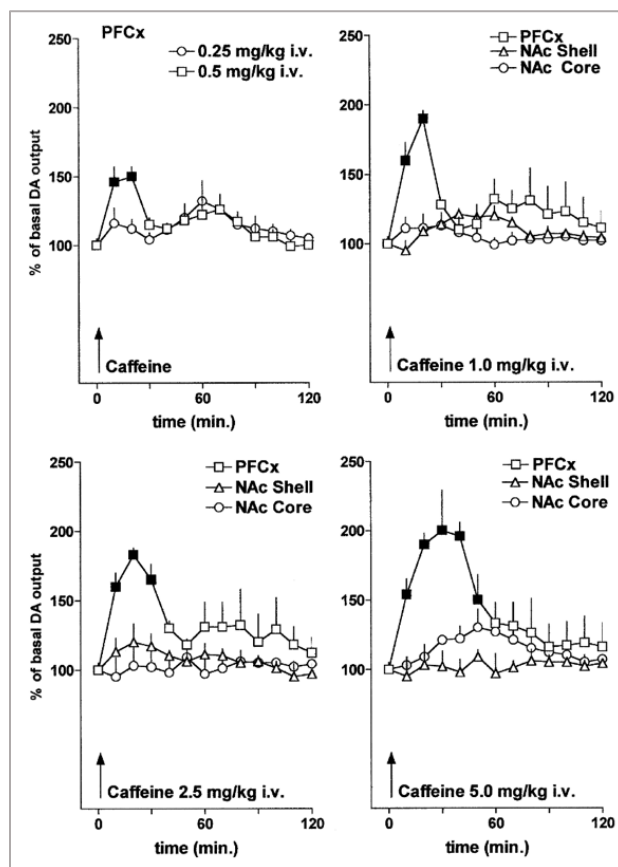 PFCx
0.25 mg/kg i.v.
0.5 mg/kg i.v.
250
200
150
100
% of basal DA output
Caffeine
0
60
120
time (min.)
PFCx
NAc Shell
NAc Core
250
200
150
100
Caffeine 1.0 mg/kg i.v.
0
60
120
time (min.)
250
200
150
100
% of basal DA output
PFCx
NAc Shell
NAc Core
Caffeine 2.5 mg/kg i.v.
0
60
120
time (min.)
250
200
150
100
PFCx
NAc Shell
NAc Core
Caffeine 5.0 mg/kg i.v.
0
60
120
time (min.)